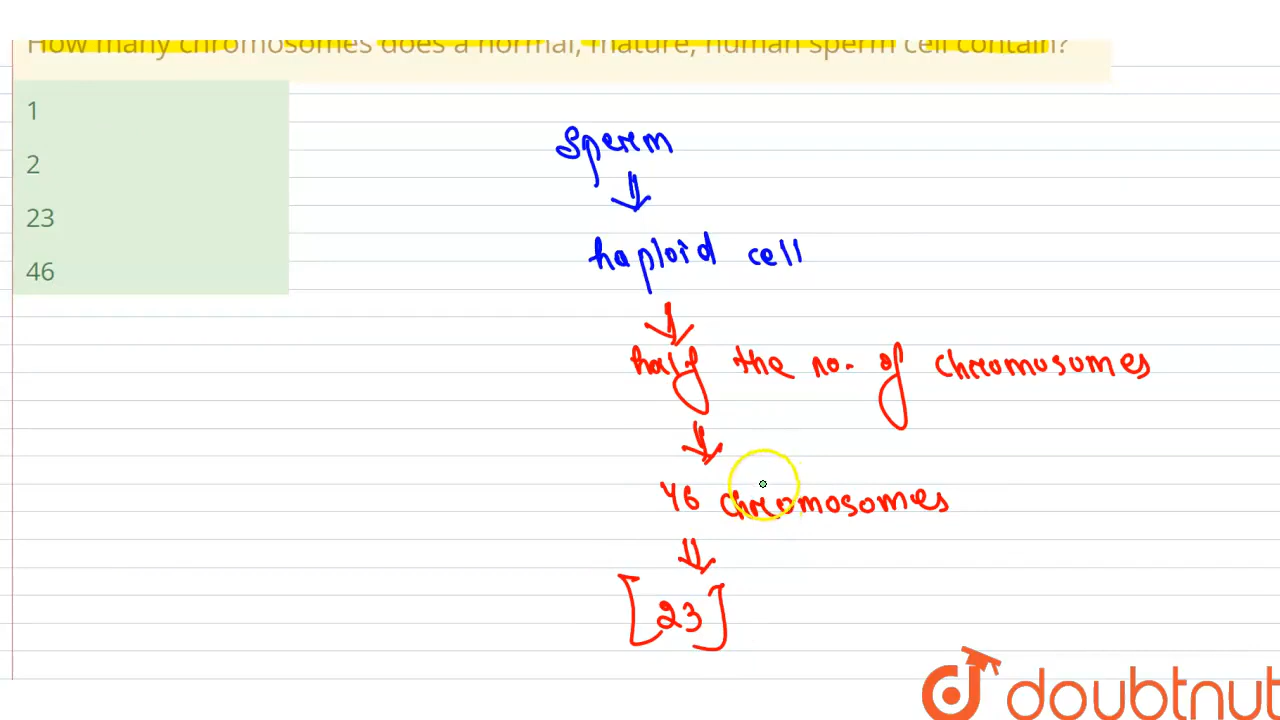 How many chromosomes does a normal, mature, human sperm cell contain?
1
2
23
46
Sperm
haploid cell
half the no. of chromosomes
46 chromosomes
[23]
doubtnut